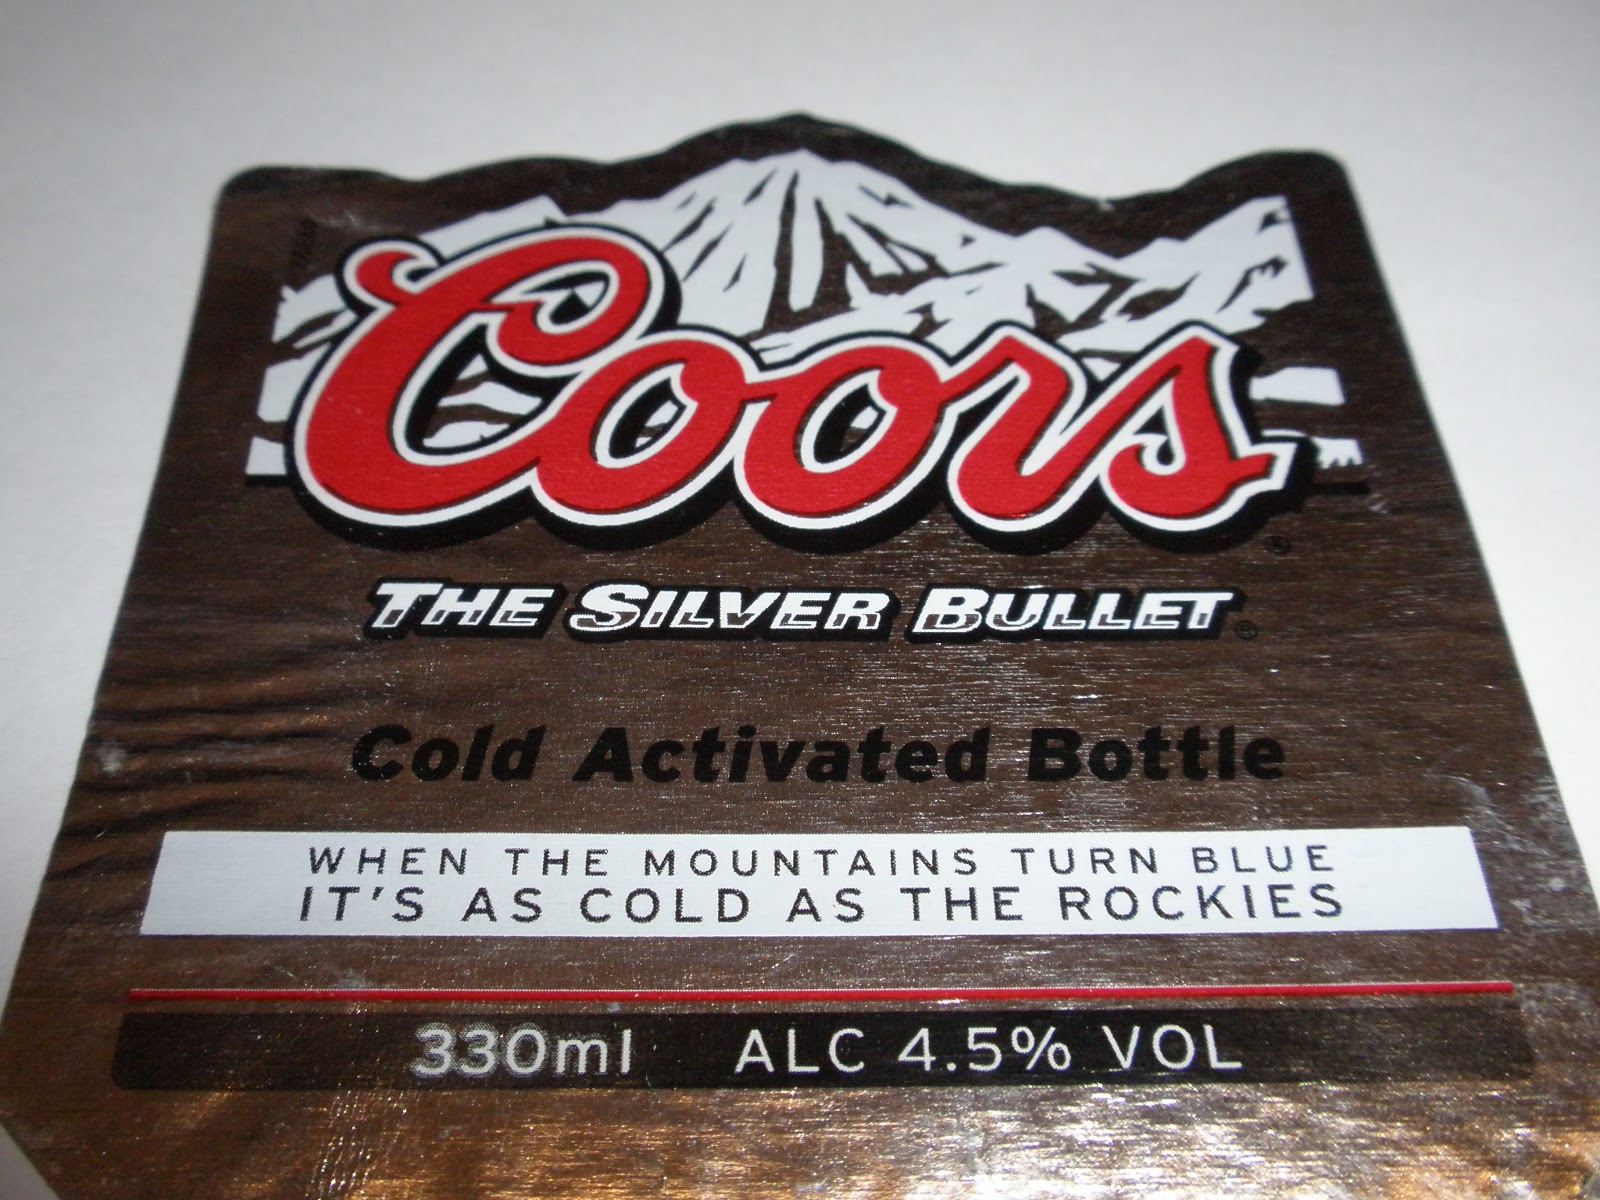 Coors
THE SILVER BULLET
Cold Activated Bottle
WHEN THE MOUNTAINS TURN BLUE
IT'S AS COLD AS THE ROCKIES
330ml ALC 4.5% VOL